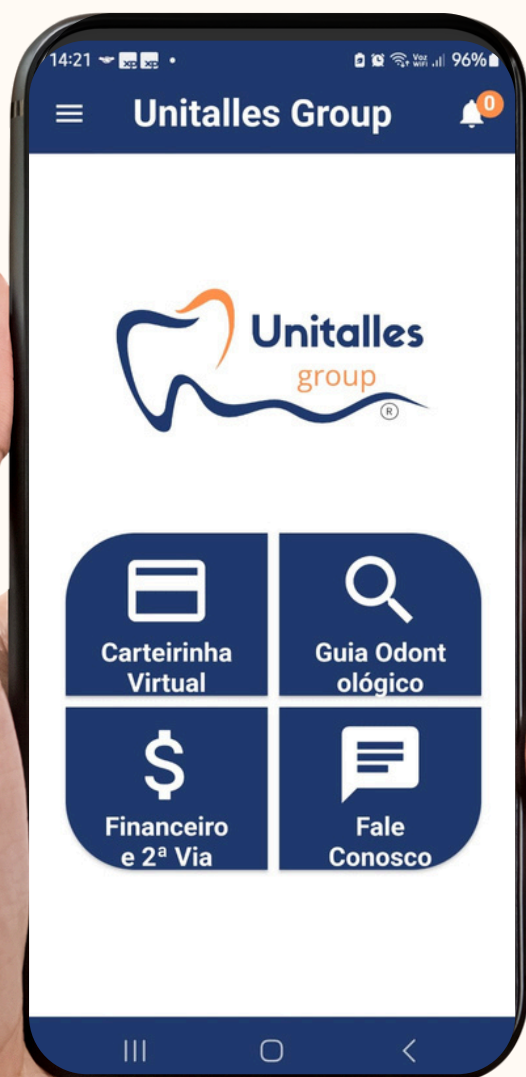 14:21
96%
Unitalles Group
0
Unitalles
group
®
Carteirinha
Virtual
Guia Odont
ológico
Financeiro
e 2ª Via
Fale
Conosco